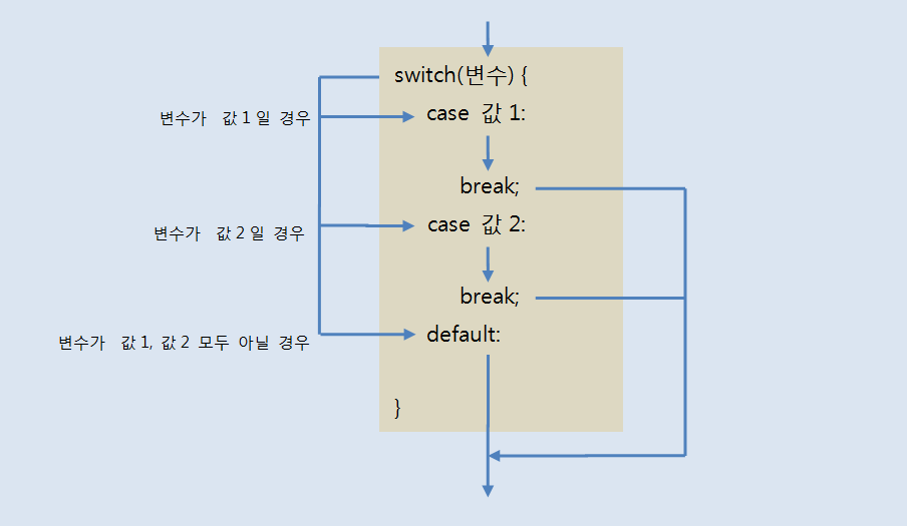 switch(변수) {
변수가 값 1 일 경우
case 값 1:
break;
변수가 값 2 일 경우
case 값 2:
break;
변수가 값 1, 값 2 모두 아닐 경우
default:
}